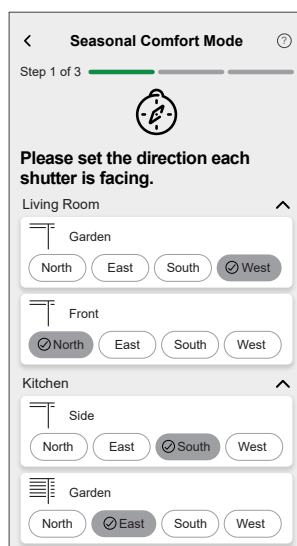 Seasonal Comfort Mode ?
Step 1 of 3
Please set the direction each
shutter is facing.
Living Room
Garden
North East South West
Front
North East South West
Kitchen
Side
North East South West
Garden
North East South West